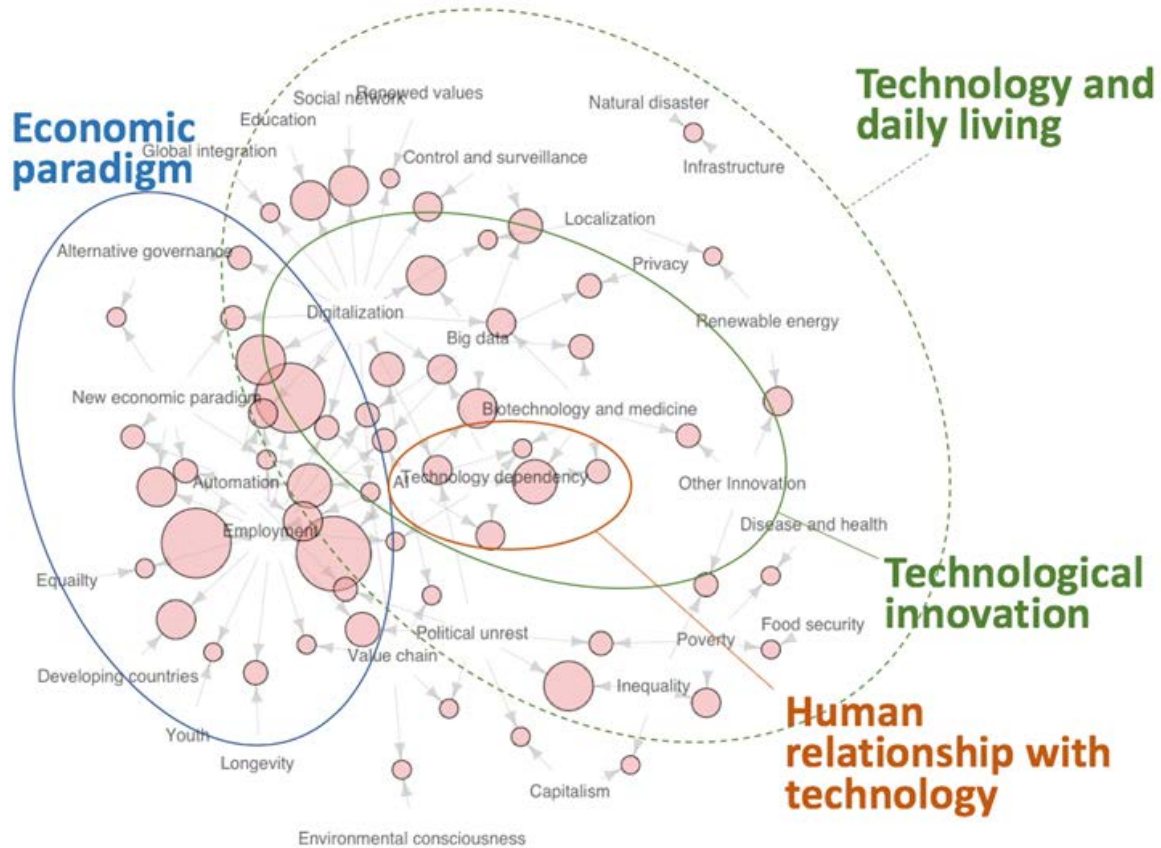 Technology and
daily living
Economic
paradigm
Renewed values
Social network
Natural disaster
Education
Global integration
Control and surveillance
Infrastructure
Localization
Alternative governance
Privacy
Digitalization
Renewable energy
Big data
New economic paradigm
Biotechnology and medicine
Automation
AI
Technology dependency
Other Innovation
Employment
Disease and health
Equailty
Technological
innovation
Political unrest
Poverty
Food security
Value chain
Developing countries
Inequality
Human
relationship with
technology
Youth
Longevity
Capitalism
Environmental consciousness